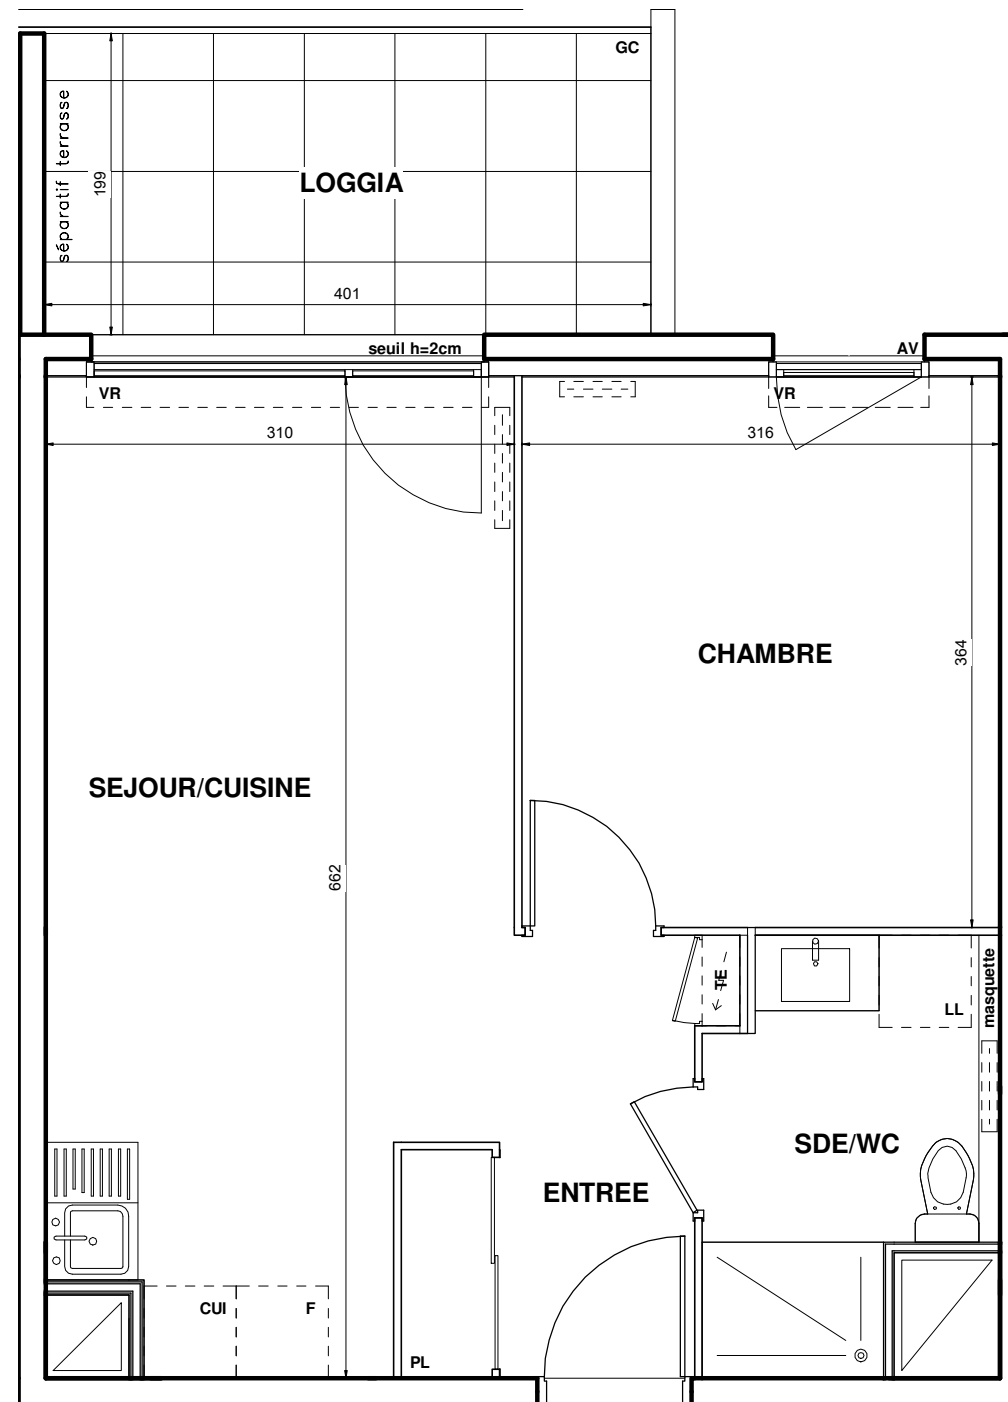 GC
séparatif terrasse
199
LOGGIA
401
seuil h=2cm
AV
VR
VR
310
316
CHAMBRE
364
SEJOUR/CUISINE
662
TE
LL
masquette
SDE/WC
ENTREE
CUI
F
PL